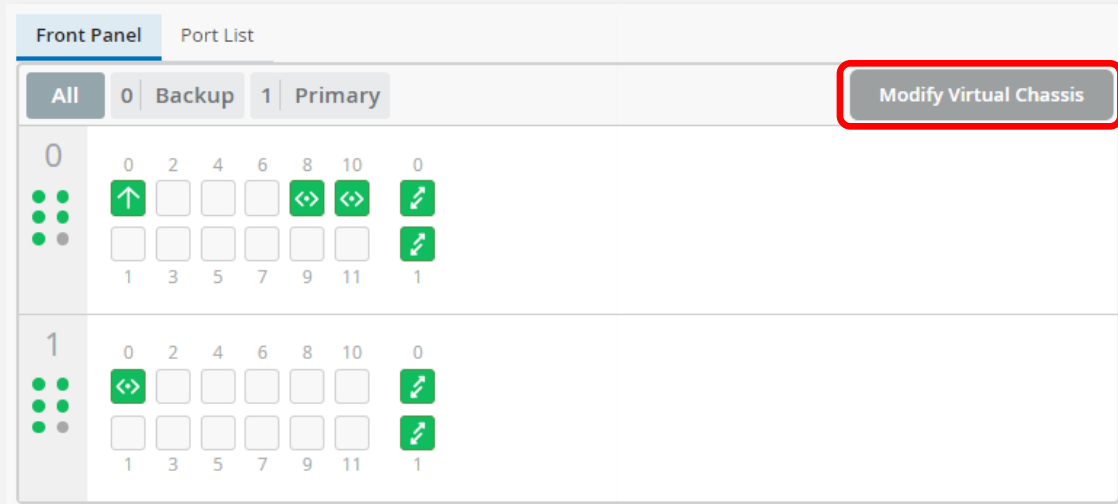 Front Panel Port List
All 0 Backup 1 Primary Modify Virtual Chassis
0
0 2 4 6 8 10 0
1 3 5 7 9 11 1
1
0 2 4 6 8 10 0
1 3 5 7 9 11 1